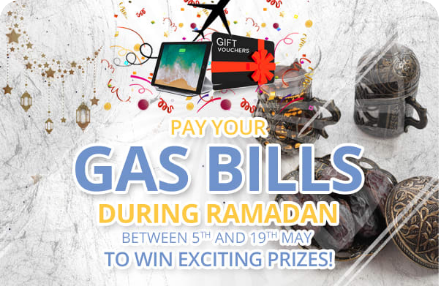 GIFT
VOUCHERS
PAY YOUR
GAS BILLS
DURING RAMADAN
BETWEEN 5TH AND 19TH MAY
TO WIN EXCITING PRIZES!